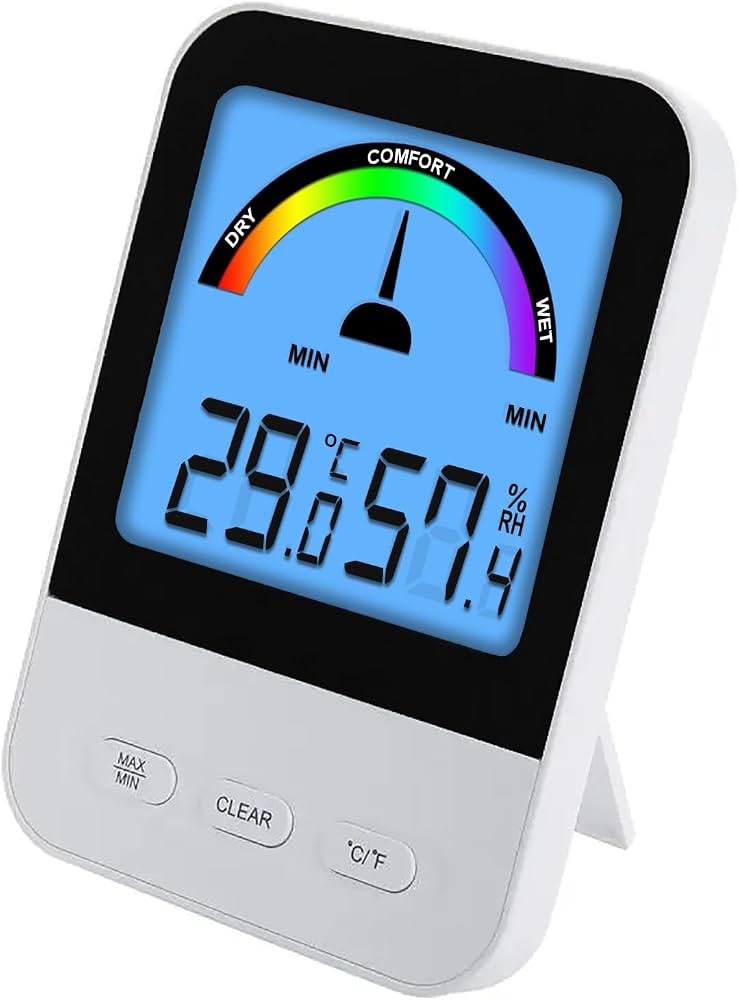 COMFORT
DRY
WET
MIN
MIN
29.0 °C 57.4 % RH
MAX
MIN
CLEAR
°C/°F